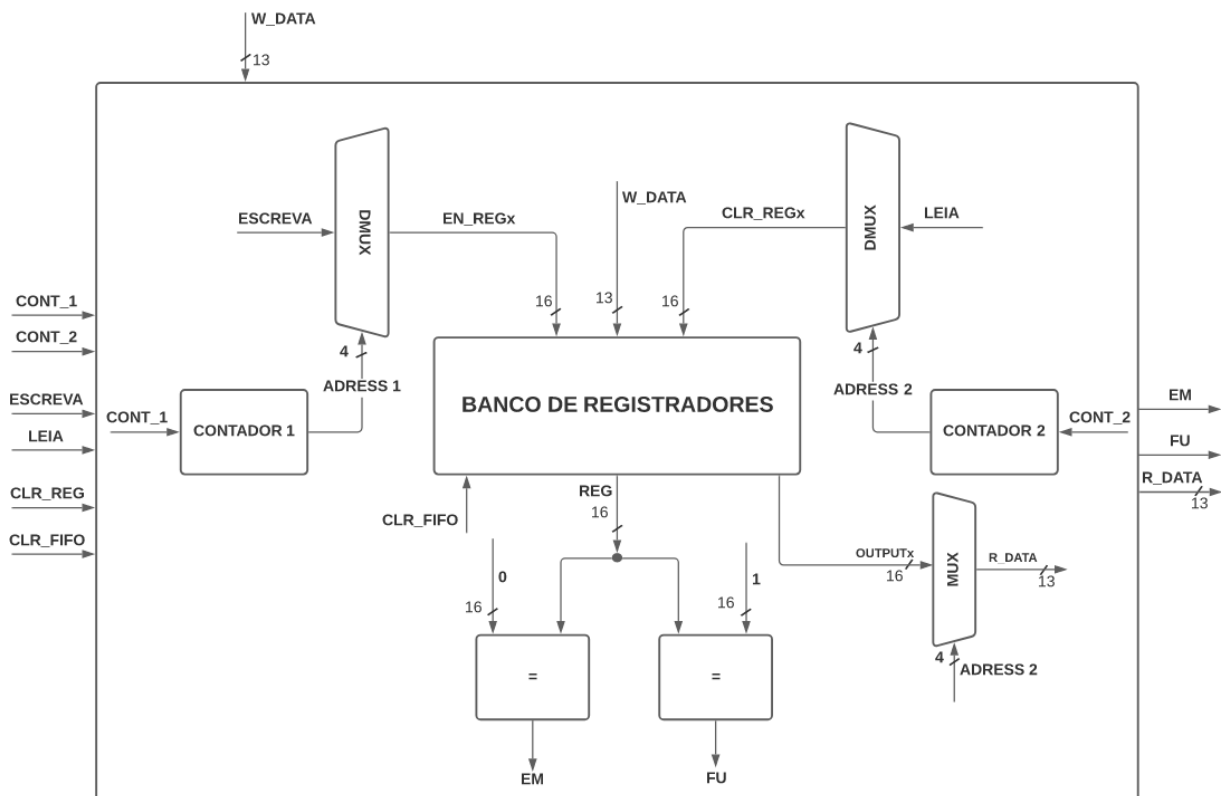 W_DATA
13
ESCREVA
DMUX
EN_REGx
W_DATA
CLR_REGx
DMUX
LEIA
16
13
16
CONT_1
CONT_2
4
ADRESS 1
4
ADRESS 2
ESCREVA
LEIA
CONT_1
CONTADOR 1
BANCO DE REGISTRADORES
CONTADOR 2
CONT_2
EM
FU
R_DATA
13
CLR_REG
CLR_FIFO
CLR_FIFO
REG
16
0
16
1
16
OUTPUTx
16
MUX
R_DATA
13
4
ADRESS 2
=
=
EM
FU